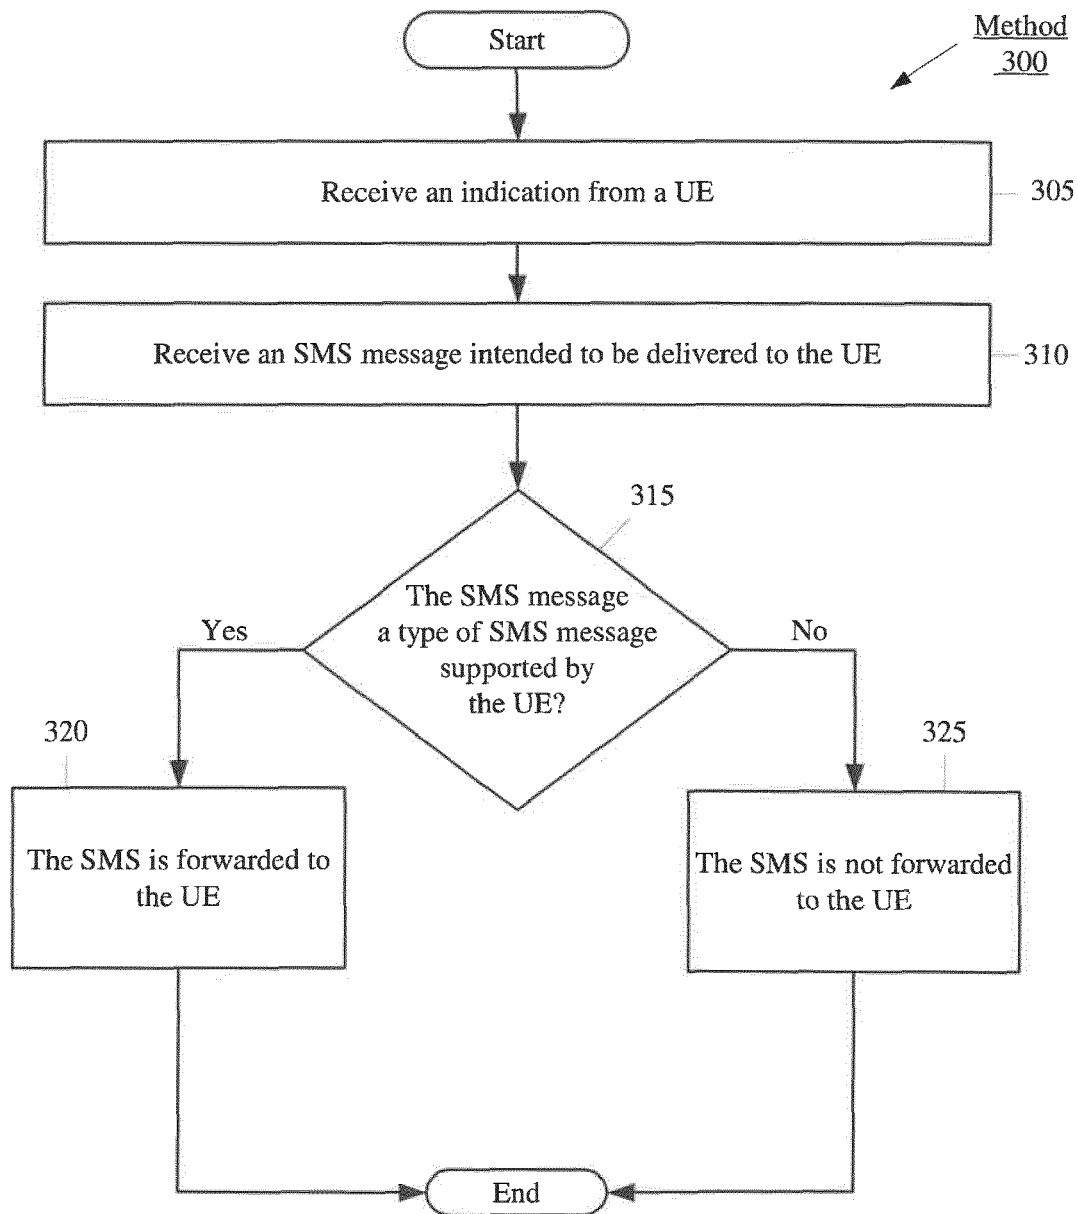 Start
Method
300
Receive an indication from a UE
305
Receive an SMS message intended to be delivered to the UE
310
315
The SMS message
a type of SMS message
supported by
the UE?
Yes
No
320
325
The SMS is forwarded to
the UE
The SMS is not forwarded
to the UE
End